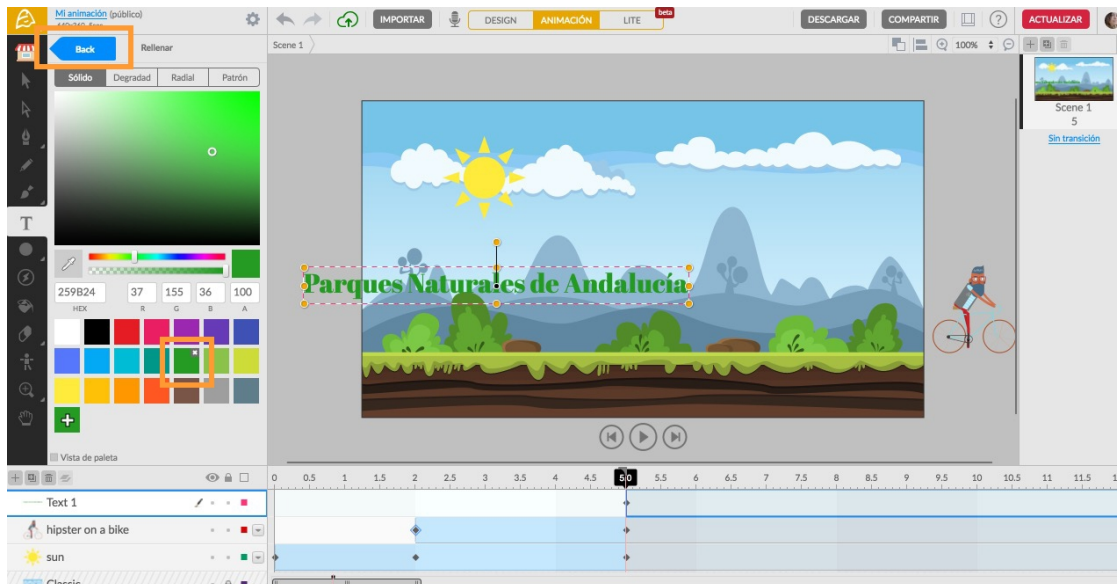 Mi animación (público)
IMPORTAR
DESIGN
ANIMACIÓN
LITE
beta
DESCARGAR
COMPARTIR
?
ACTUALIZAR
Back
Rellenar
Scene 1
100%
Sólido
Degradad
Radial
Patrón
Scene 1
5
Sin transición
T
Parques Naturales de Andalucía
259B24
37
155
36
100
HEX
R
G
B
A
Vista de paleta
0 0.5 1 1.5 2 2.5 3 3.5 4 4.5 5.0 5.5 6 6.5 7 7.5 8 8.5 9 9.5 10 10.5 11 11.5
Text 1
hipster on a bike
sun
Classic